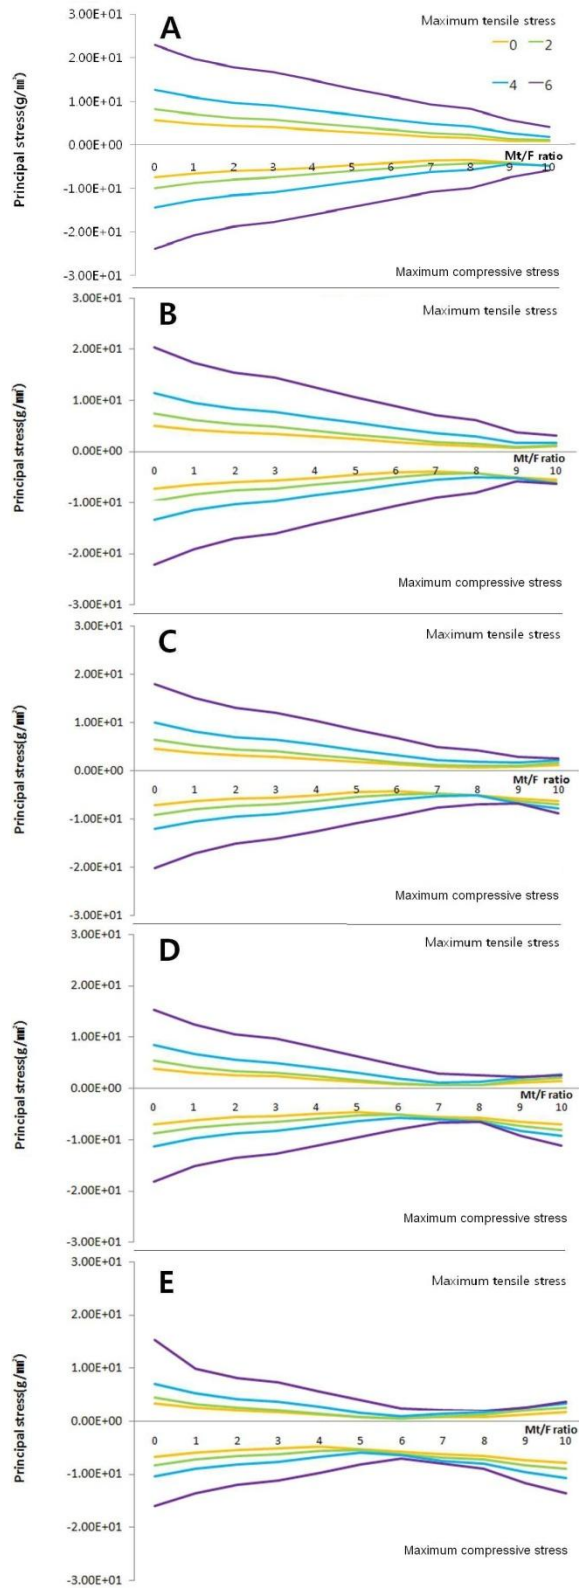 A
Maximum tensile stress
0 2
4 6
Principal stress(g/㎟)
3.00E+01
2.00E+01
1.00E+01
0.00E+00
-1.00E+01
-2.00E+01
-3.00E+01
Mt/F ratio
0 1 2 3 4 5 6 7 8 9 10
Maximum compressive stress
B
Maximum tensile stress
Principal stress(g/㎟)
3.00E+01
2.00E+01
1.00E+01
0.00E+00
-1.00E+01
-2.00E+01
-3.00E+01
Mt/F ratio
0 1 2 3 4 5 6 7 8 9 10
Maximum compressive stress
C
Maximum tensile stress
Principal stress(g/㎟)
3.00E+01
2.00E+01
1.00E+01
0.00E+00
-1.00E+01
-2.00E+01
-3.00E+01
Mt/F ratio
0 1 2 3 4 5 6 7 8 9 10
Maximum compressive stress
D
Maximum tensile stress
Principal stress(g/㎟)
3.00E+01
2.00E+01
1.00E+01
0.00E+00
-1.00E+01
-2.00E+01
-3.00E+01
Mt/F ratio
0 1 2 3 4 5 6 7 8 9 10
Maximum compressive stress
E
Maximum tensile stress
Principal stress(g/㎟)
3.00E+01
2.00E+01
1.00E+01
0.00E+00
-1.00E+01
-2.00E+01
-3.00E+01
Mt/F ratio
0 1 2 3 4 5 6 7 8 9 10
Maximum compressive stress